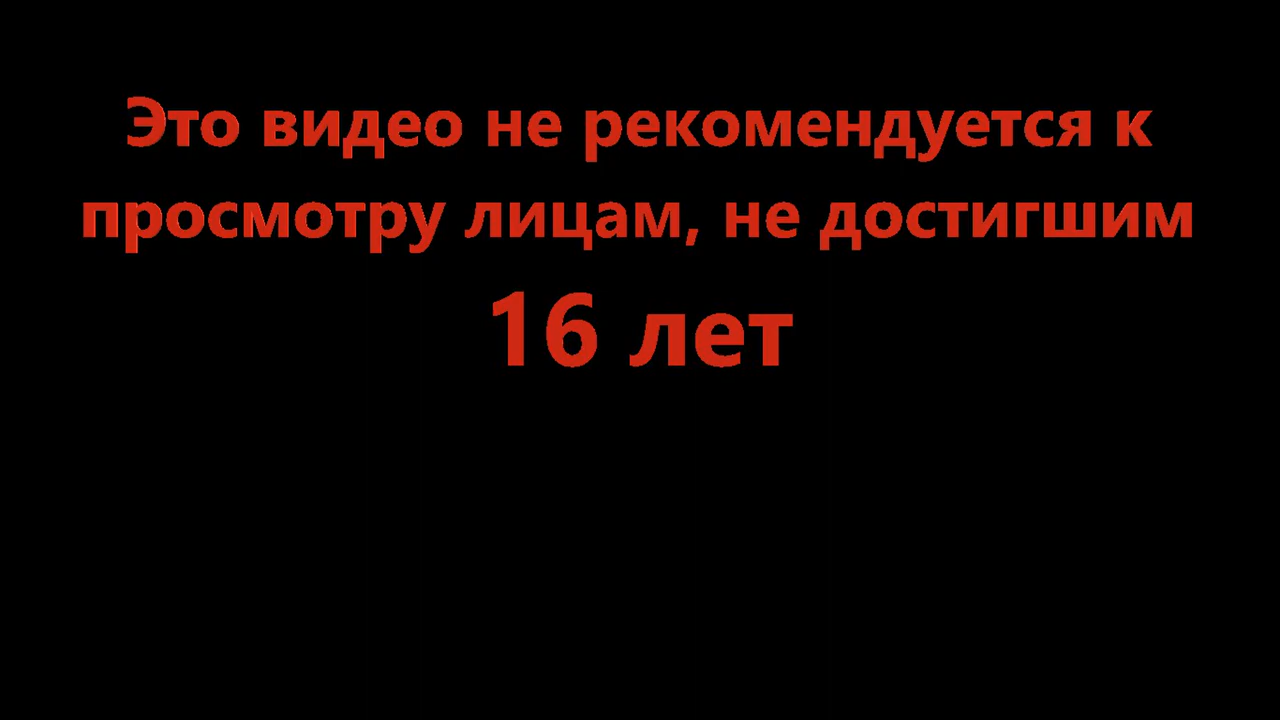 Это видео не рекомендуется к
просмотру лицам, не достигшим
16 лет